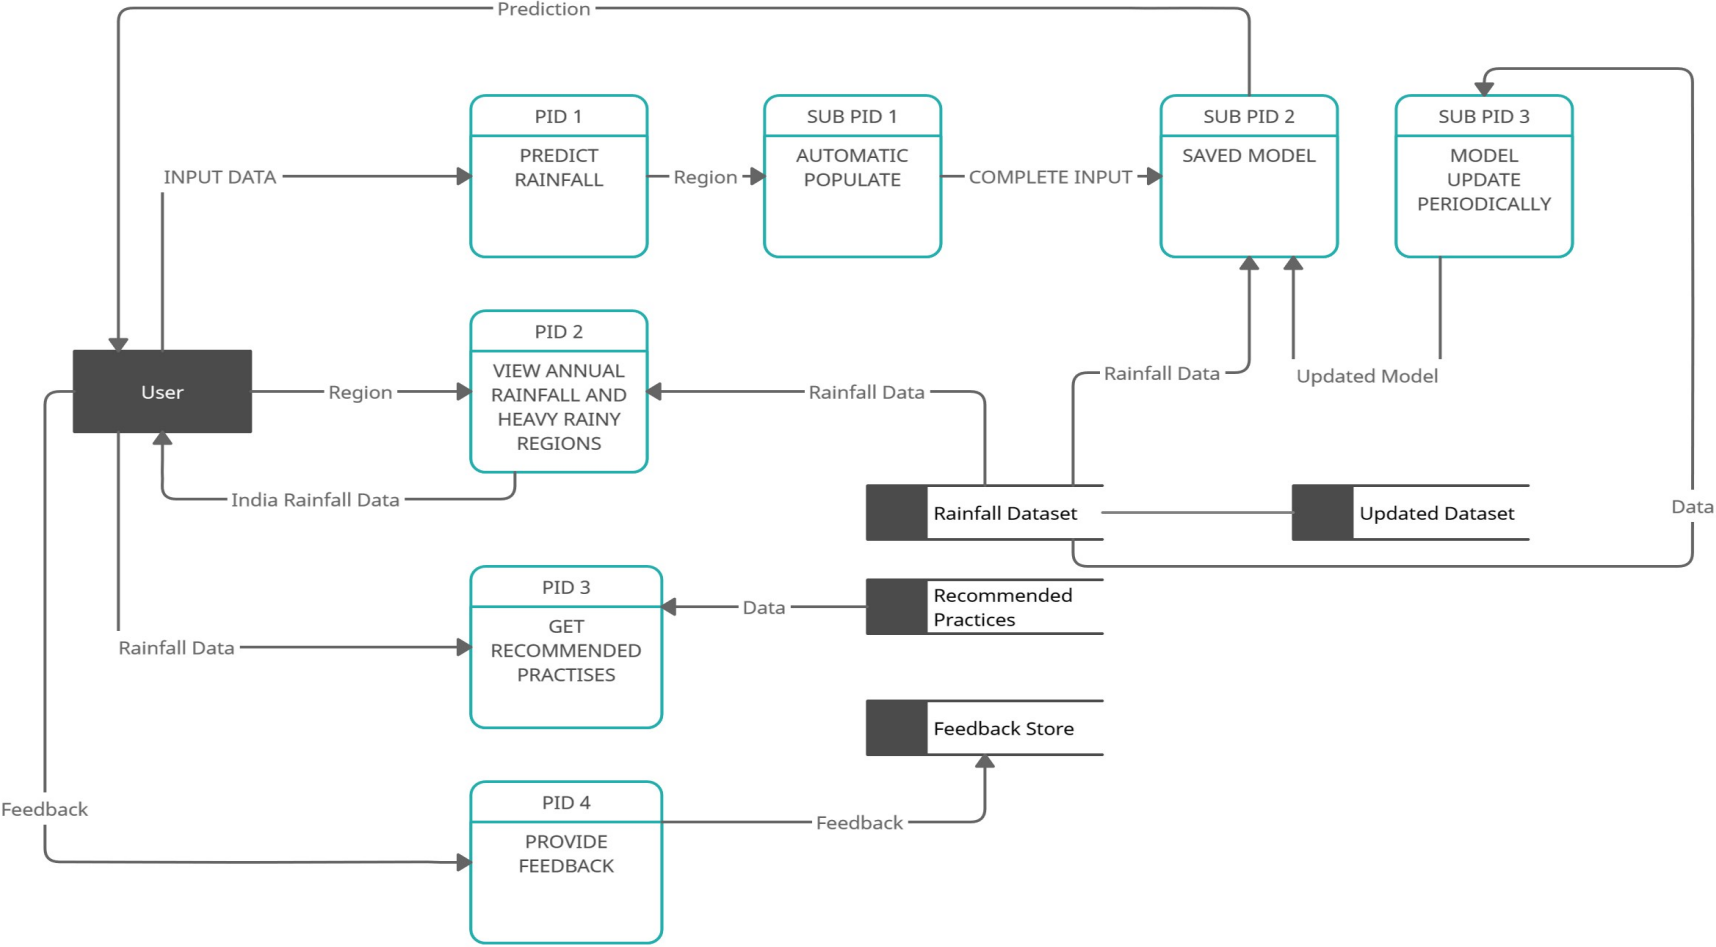 Prediction
PID 1
PREDICT
RAINFALL
SUB PID 1
AUTOMATIC
POPULATE
SUB PID 2
SAVED MODEL
SUB PID 3
MODEL
UPDATE
PERIODICALLY
INPUT DATA
Region
COMPLETE INPUT
PID 2
VIEW ANNUAL
RAINFALL AND
HEAVY RAINY
REGIONS
User
Region
Rainfall Data
Rainfall Data
Updated Model
India Rainfall Data
Rainfall Dataset
Updated Dataset
Data
PID 3
GET
RECOMMENDED
PRACTISES
Data
Recommended
Practices
Rainfall Data
Feedback Store
PID 4
PROVIDE
FEEDBACK
Feedback
Feedback